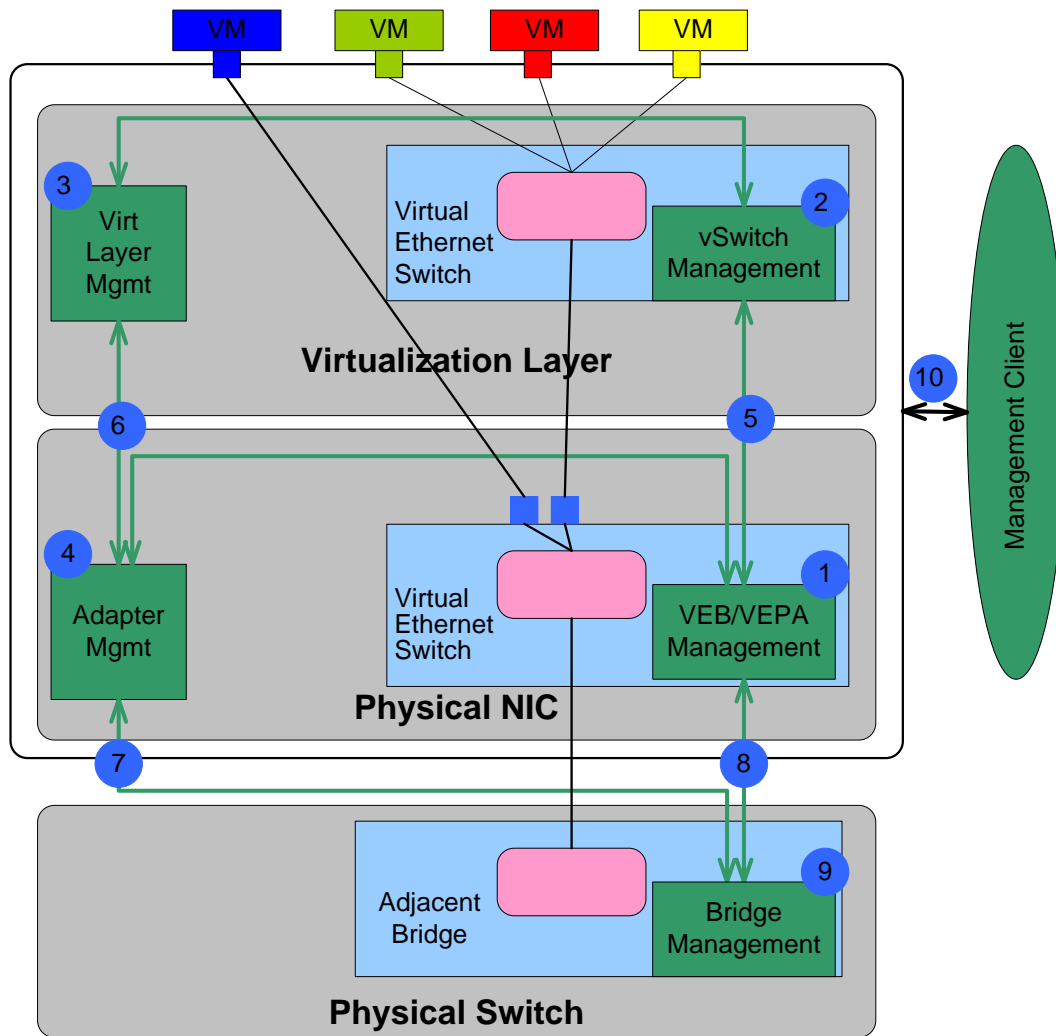 VM
VM
VM
VM
3
Virt
Layer
Mgmt
Virtual
Ethernet
Switch
2
vSwitch
Management
Virtualization Layer
10
Management Client
6
5
4
Adapter
Mgmt
Virtual
Ethernet
Switch
1
VEB/VEPA
Management
Physical NIC
7
8
Adjacent
Bridge
9
Bridge
Management
Physical Switch